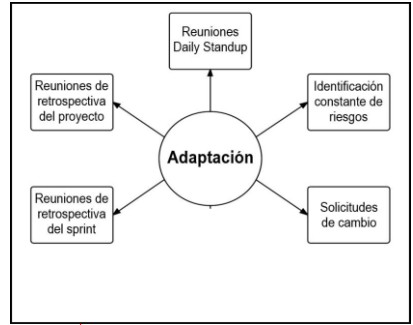 Reuniones
Daily Standup
Reuniones de
retrospectiva
del proyecto
Identificación
constante de
riesgos
Adaptación
Reuniones de
retrospectiva
del sprint
Solicitudes
de cambio